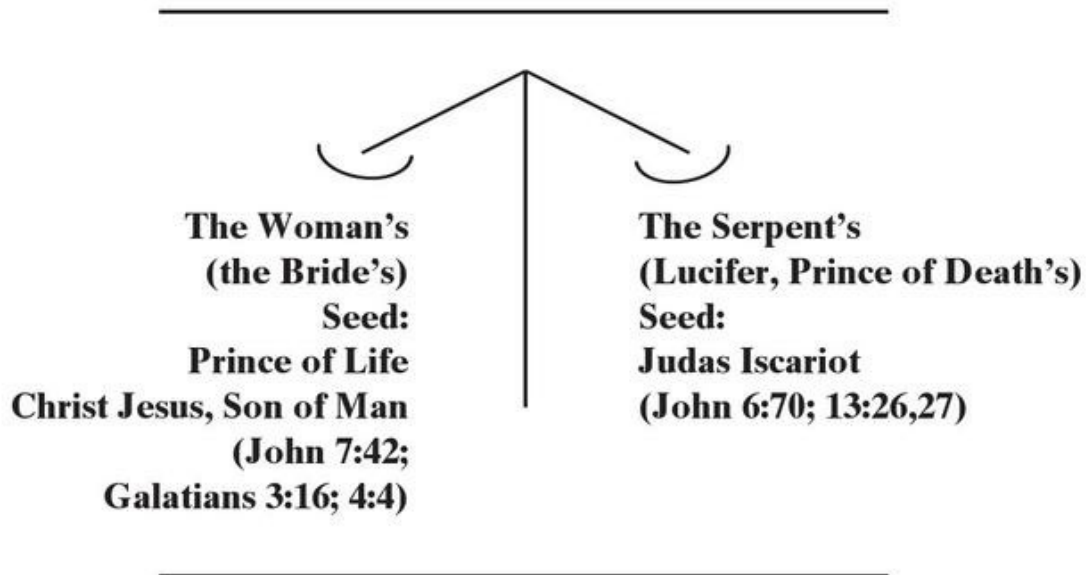 The Woman's
(the Bride's)
Seed:
Prince of Life
Christ Jesus, Son of Man
(John 7:42;
Galatians 3:16; 4:4)
The Serpent's
(Lucifer, Prince of Death's)
Seed:
Judas Iscariot
(John 6:70; 13:26,27)